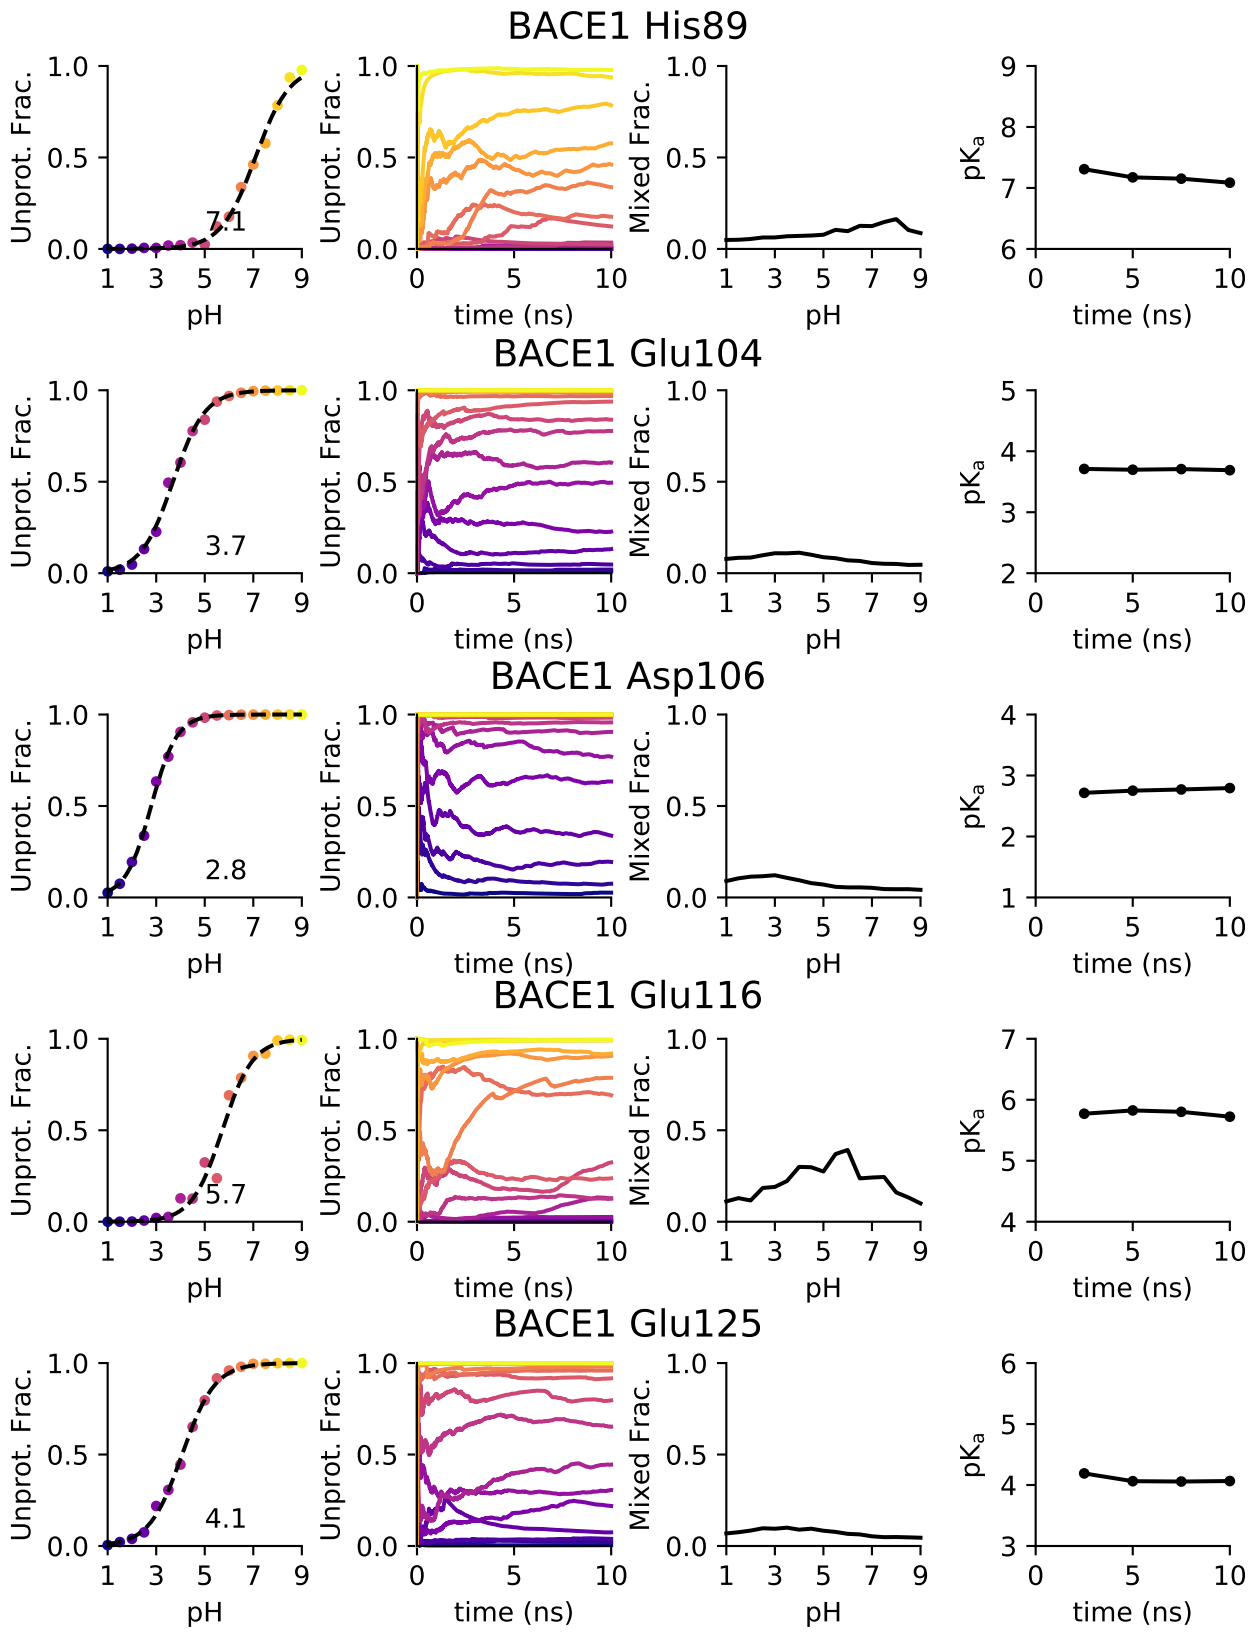 BACE1 His89
Unprot. Frac. 1.0 0.5 0.0 7.1 1 3 5 7 9 pH
Unprot. Frac. 1.0 0.5 0.0 0 5 10 time (ns)
Mixed Frac. 1.0 0.5 0.0 1 3 5 7 9 pH
pKa 9 8 7 6 0 5 10 time (ns)
BACE1 Glu104
Unprot. Frac. 1.0 0.5 0.0 3.7 1 3 5 7 9 pH
Unprot. Frac. 1.0 0.5 0.0 0 5 10 time (ns)
Mixed Frac. 1.0 0.5 0.0 1 3 5 7 9 pH
pKa 5 4 3 2 0 5 10 time (ns)
BACE1 Asp106
Unprot. Frac. 1.0 0.5 0.0 2.8 1 3 5 7 9 pH
Unprot. Frac. 1.0 0.5 0.0 0 5 10 time (ns)
Mixed Frac. 1.0 0.5 0.0 1 3 5 7 9 pH
pKa 4 3 2 1 0 5 10 time (ns)
BACE1 Glu116
Unprot. Frac. 1.0 0.5 0.0 5.7 1 3 5 7 9 pH
Unprot. Frac. 1.0 0.5 0.0 0 5 10 time (ns)
Mixed Frac. 1.0 0.5 0.0 1 3 5 7 9 pH
pKa 7 6 5 4 0 5 10 time (ns)
BACE1 Glu125
Unprot. Frac. 1.0 0.5 0.0 4.1 1 3 5 7 9 pH
Unprot. Frac. 1.0 0.5 0.0 0 5 10 time (ns)
Mixed Frac. 1.0 0.5 0.0 1 3 5 7 9 pH
pKa 6 5 4 3 0 5 10 time (ns)